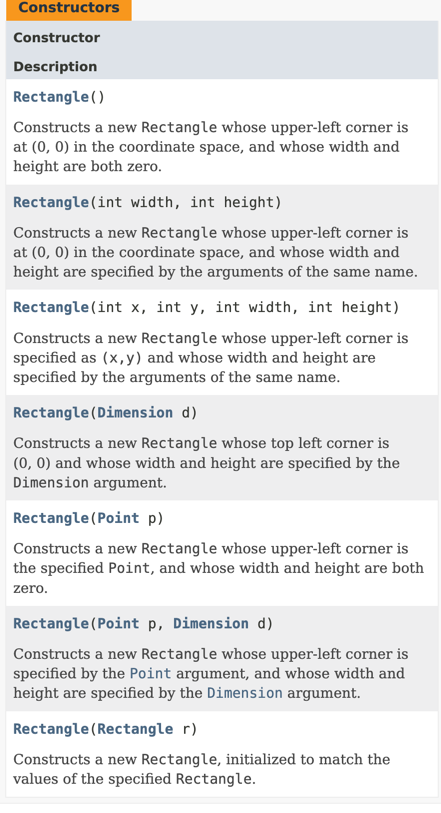 Constructors
Constructor
Description
Rectangle()
Constructs a new Rectangle whose upper-left corner is
at (0, 0) in the coordinate space, and whose width and
height are both zero.
Rectangle(int width, int height)
Constructs a new Rectangle whose upper-left corner is
at (0, 0) in the coordinate space, and whose width and
height are specified by the arguments of the same name.
Rectangle(int x, int y, int width, int height)
Constructs a new Rectangle whose upper-left corner is
specified as (x,y) and whose width and height are
specified by the arguments of the same name.
Rectangle(Dimension d)
Constructs a new Rectangle whose top left corner is
(0, 0) and whose width and height are specified by the
Dimension argument.
Rectangle(Point p)
Constructs a new Rectangle whose upper-left corner is
the specified Point, and whose width and height are both
zero.
Rectangle(Point p, Dimension d)
Constructs a new Rectangle whose upper-left corner is
specified by the Point argument, and whose width and
height are specified by the Dimension argument.
Rectangle(Rectangle r)
Constructs a new Rectangle, initialized to match the
values of the specified Rectangle.